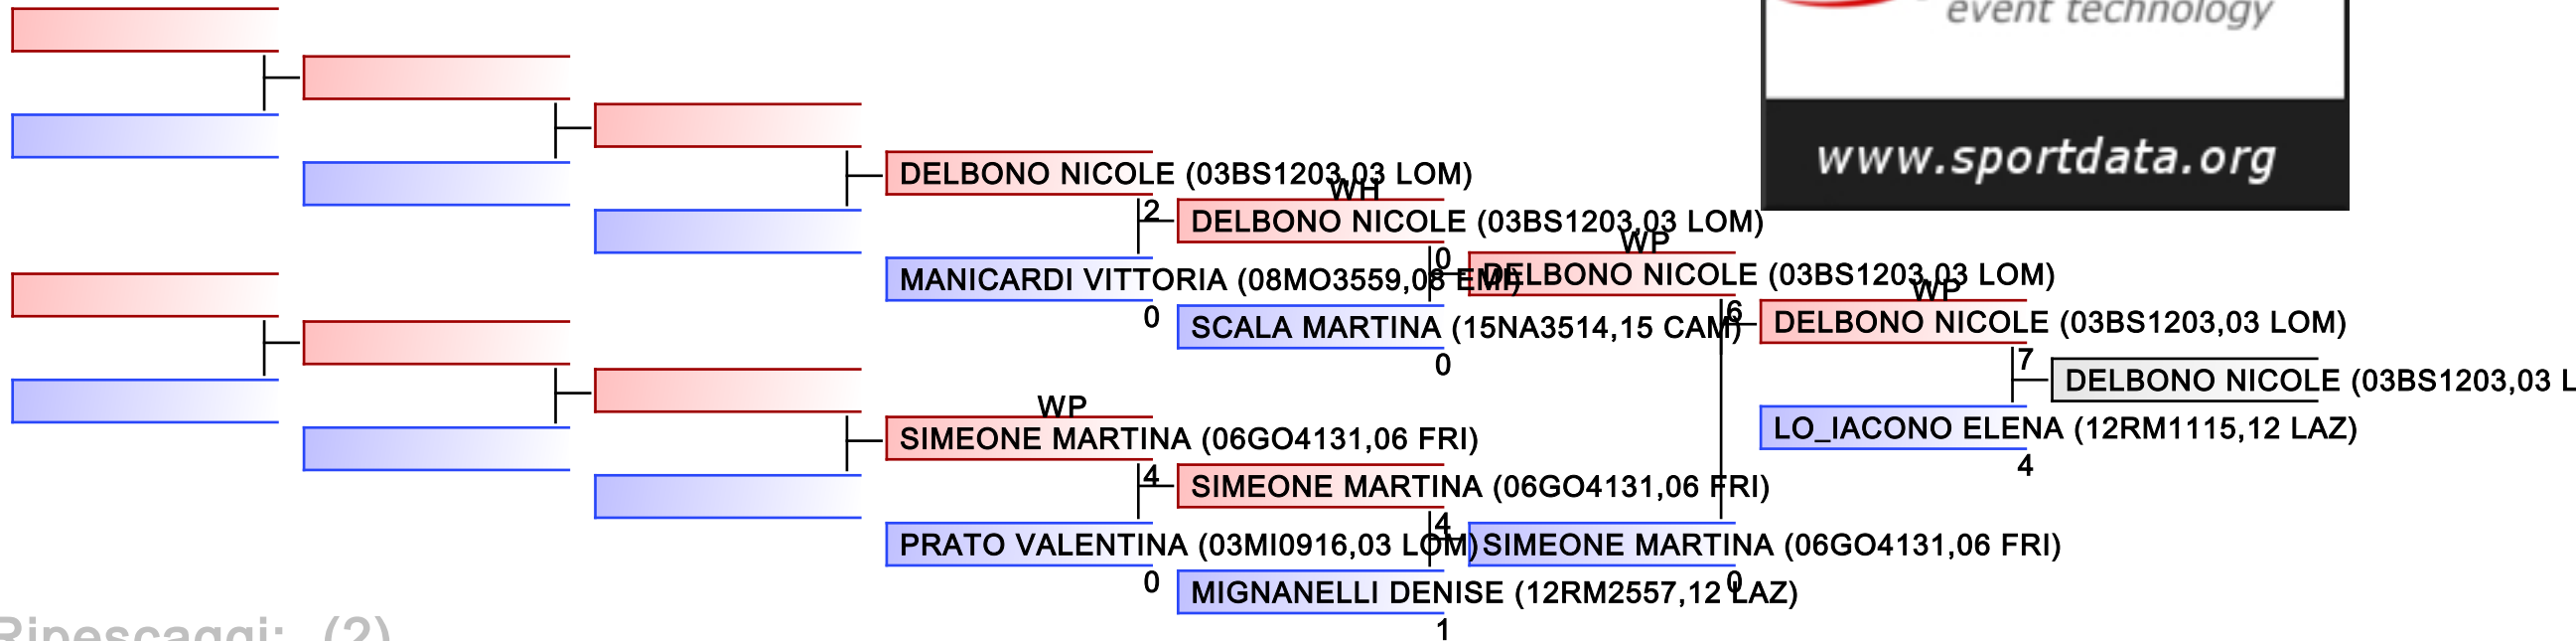 event technology
www.sportdata.org
DELBONO NICOLE (03BS1203,03 LOM)
WH
2
DELBONO NICOLE (03BS1203,03 LOM)
WP
0
MANICARDI VITTORIA (08MO3559,08 EMI)
DELBONO NICOLE (03BS1203,03 LOM)
WP
0
SCALA MARTINA (15NA3514,15 CAM)
6
DELBONO NICOLE (03BS1203,03 LOM)
0
7
DELBONO NICOLE (03BS1203,03 L
WP
SIMEONE MARTINA (06GO4131,06 FRI)
LO_IACONO ELENA (12RM1115,12 LAZ)
4
4
SIMEONE MARTINA (06GO4131,06 FRI)
4
PRATO VALENTINA (03MI0916,03 LOM)
SIMEONE MARTINA (06GO4131,06 FRI)
0
0
MIGNANELLI DENISE (12RM2557,12 LAZ)
1
Ripescaggi: (2)